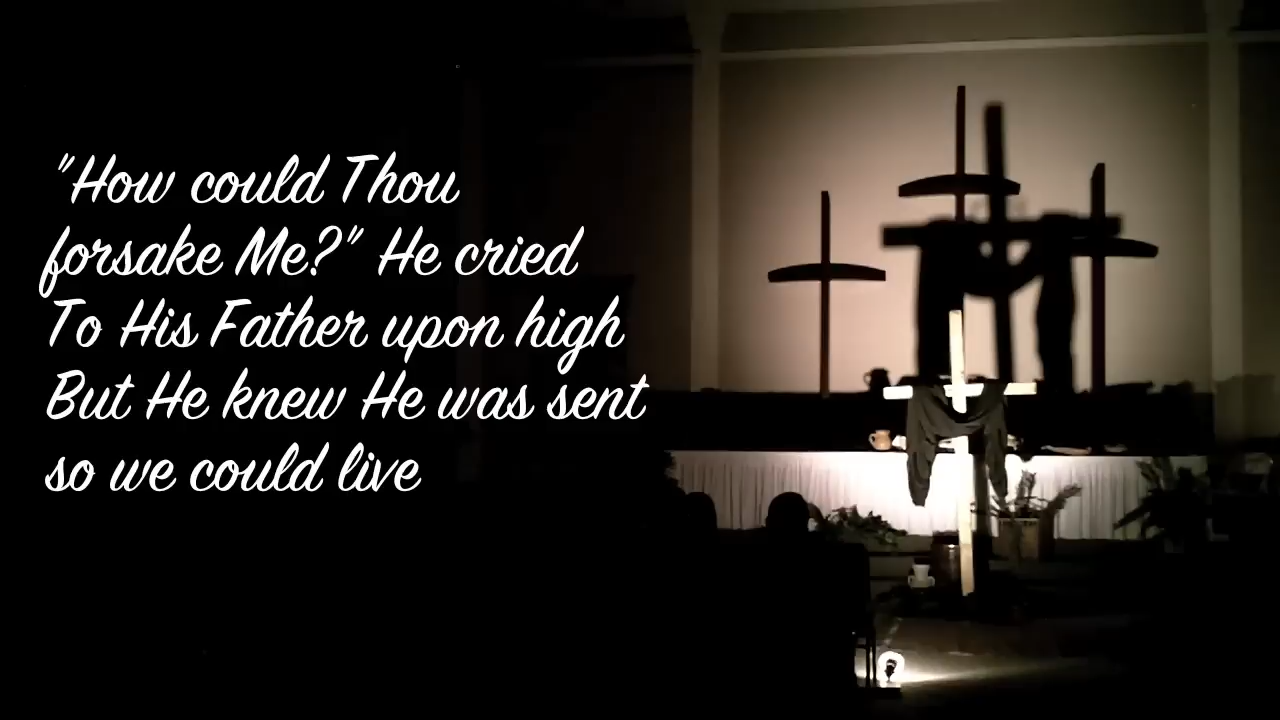 "How could Thou
forsake Me?" He cried
To His Father upon high
But He knew He was sent
so we could live